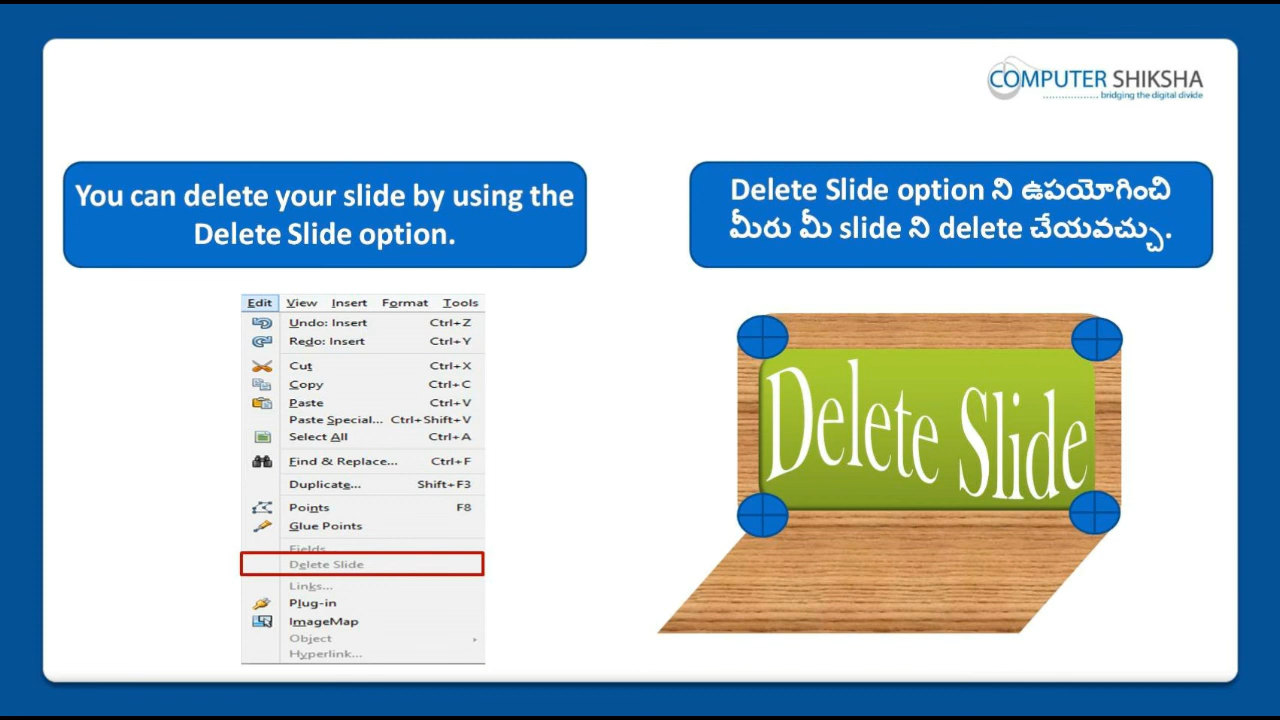 COMPUTER SHIKSHA
bridging the digital divide
You can delete your slide by using the
Delete Slide option.
Delete Slide option ని ఉపయోగించి
మీరు మీ slide ని delete చేయవచ్చు.
Edit View Insert Format Tools
Undo: Insert Ctrl+Z
Redo: Insert Ctrl+Y
Cut Ctrl+X
Copy Ctrl+C
Paste Ctrl+V
Paste Special... Ctrl+Shift+V
Select All Ctrl+A
Find & Replace... Ctrl+F
Duplicate... Shift+F3
Points F8
Glue Points
Fields
Delete Slide
Links...
Plug-in
ImageMap
Object
Hyperlink...
Delete Slide